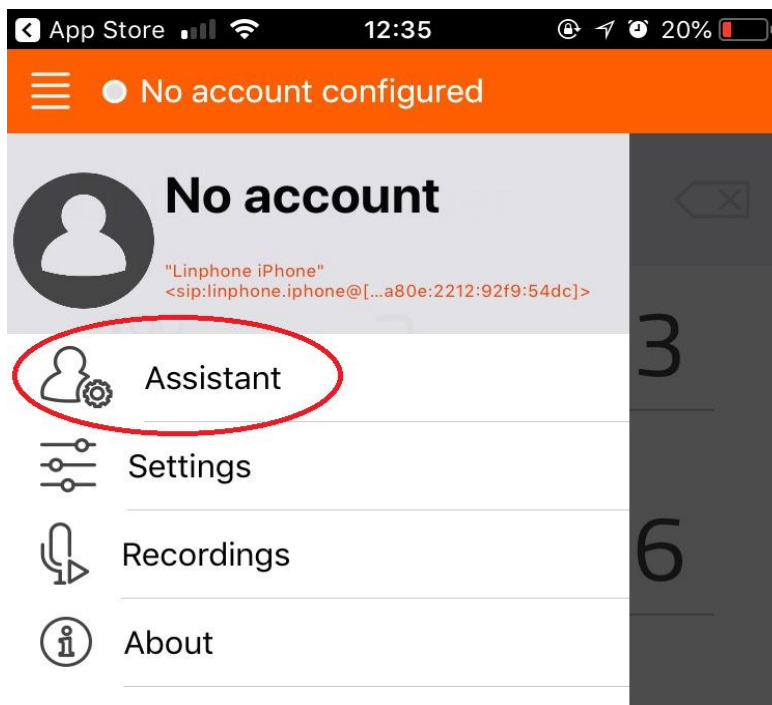 App Store 12:35 20%
No account configured
No account
"Linphone iPhone"
<sip:linphone.iphone@[...a80e:2212:92f9:54dc]>
3
Assistant
Settings
Recordings
6
About